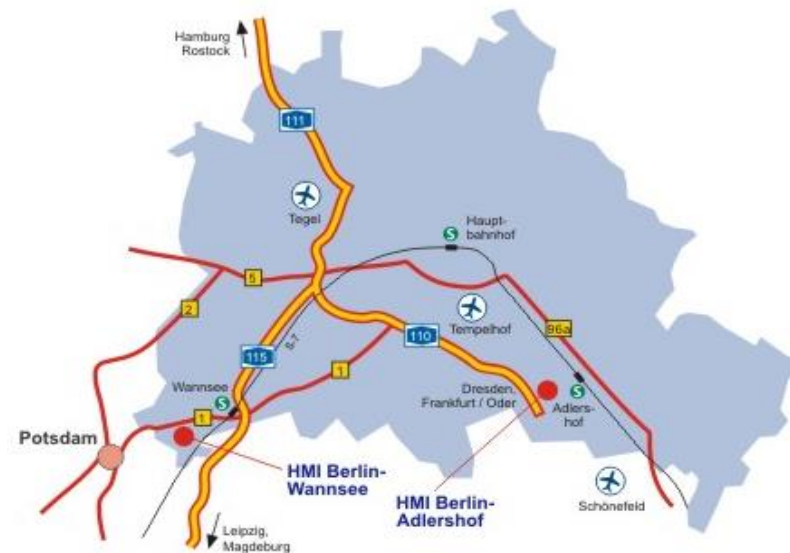 Hamburg
Rostock
111
Tegel
Haupt-
bahnhof
S
5
2
Tempelhof
96a
110
S-7
115
1
Wannsee
S
Dresden,
Frankfurt / Oder
S
Adlers-
hof
1
Potsdam
HMI Berlin-
Wannsee
HMI Berlin-
Adlershof
Schönefeld
Leipzig,
Magdeburg